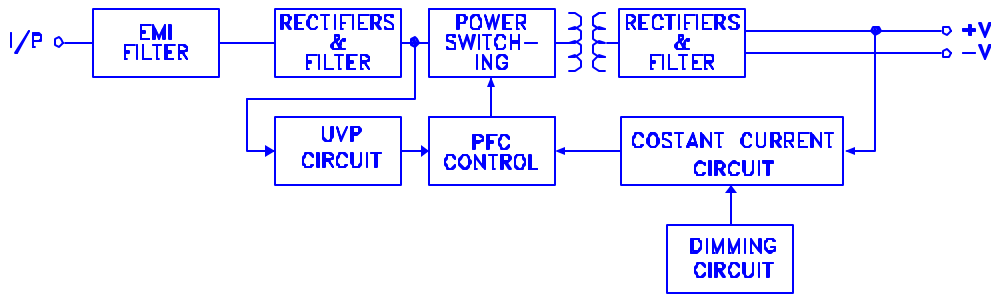 I/P
EMI
FILTER
RECTIFIERS
&
FILTER
POWER
SWITCH-
ING
RECTIFIERS
&
FILTER
+V
-V
UVP
CIRCUIT
PFC
CONTROL
COSTANT CURRENT
CIRCUIT
DIMMING
CIRCUIT